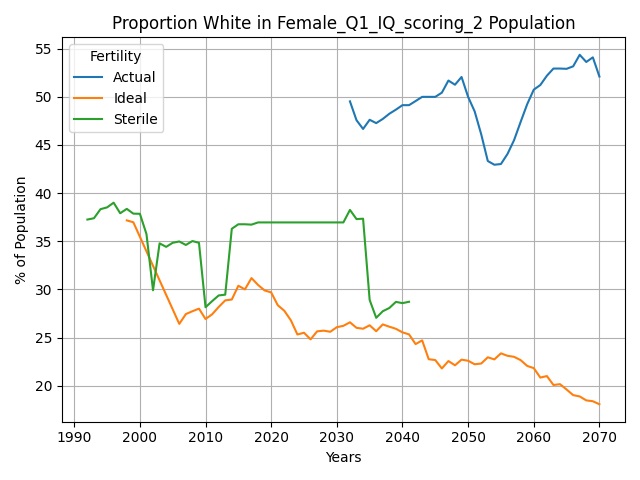 Proportion White in Female_Q1_IQ_scoring_2 Population
Fertility
Actual
Ideal
Sterile
% of Population
55
50
45
40
35
30
25
20
1990
2000
2010
2020
2030
2040
2050
2060
2070
Years